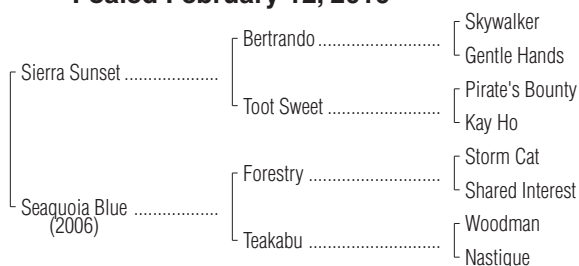 Foaled February 12,
Skywalker
Bertrando ................................
Gentle Hands
Sierra Sunset ...................
Pirate's Bounty
Toot Sweet .............................
Kay Ho
Storm Cat
Forestry ..................................
Shared Interest
Seaquoia Blue .................
(2006)
Woodman
Teakabu .................................
Nastique